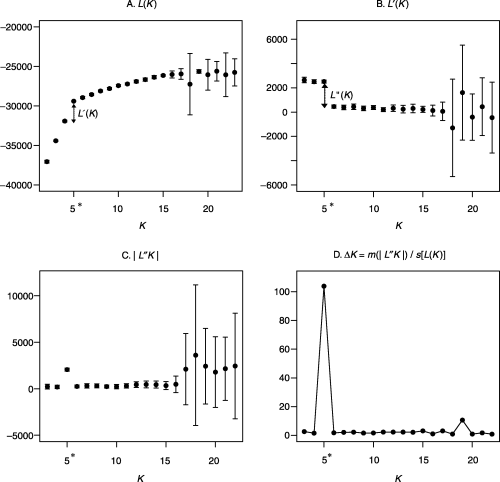 A. L(K)
−20000
−25000
−30000
−35000
−40000
L′(K)
5 * 10 15 20
K
B. L′(K)
6000
2000
0
−2000
−6000
L″(K)
5 * 10 15 20
K
C. | L″K |
10000
5000
0
−5000
5 * 10 15 20
K
D. ΔK = m(| L″K |) / s[L(K)]
100
80
60
40
20
0
5 * 10 15 20
K